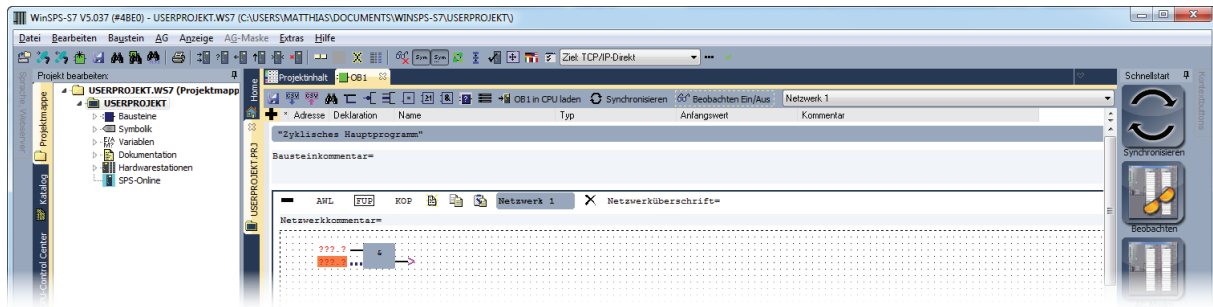 WinSPS-S7 V5.037 (#4BE0) - USERPROJEKT.WS7 (C:\USERS\MATTHIAS\DOCUMENTS\WINSPS-S7\USERPROJEKT\)
Datei Bearbeiten Baustein AG Anzeige AG-Maske Extras Hilfe
Sym Sym Ziel: TCP/IP-Direkt
Projekt bearbeiten:
USERPROJEKT.WS7 (Projektmapp
USERPROJEKT
Bausteine
Symbolik
Variablen
Dokumentation
Hardwarestationen
SPS-Online
Projektmappe
Katalog
Control Center
Home
USERPROJEKT.PRJ
Projektinhalt OB1
OB1 in CPU laden Synchronisieren Beobachten Ein/Aus Netzwerk 1
* Adresse Deklaration Name Typ Anfangswert Kommentar
"Zyklisches Hauptprogramm"
Bausteinkommentar=
AWL FUP KOP Netzwerk 1 Netzwerküberschrift=
Netzwerkkommentar=
???.?
&
???.? ...
Schnellstart
Synchronisieren
Beobachten
Kontextbuttons